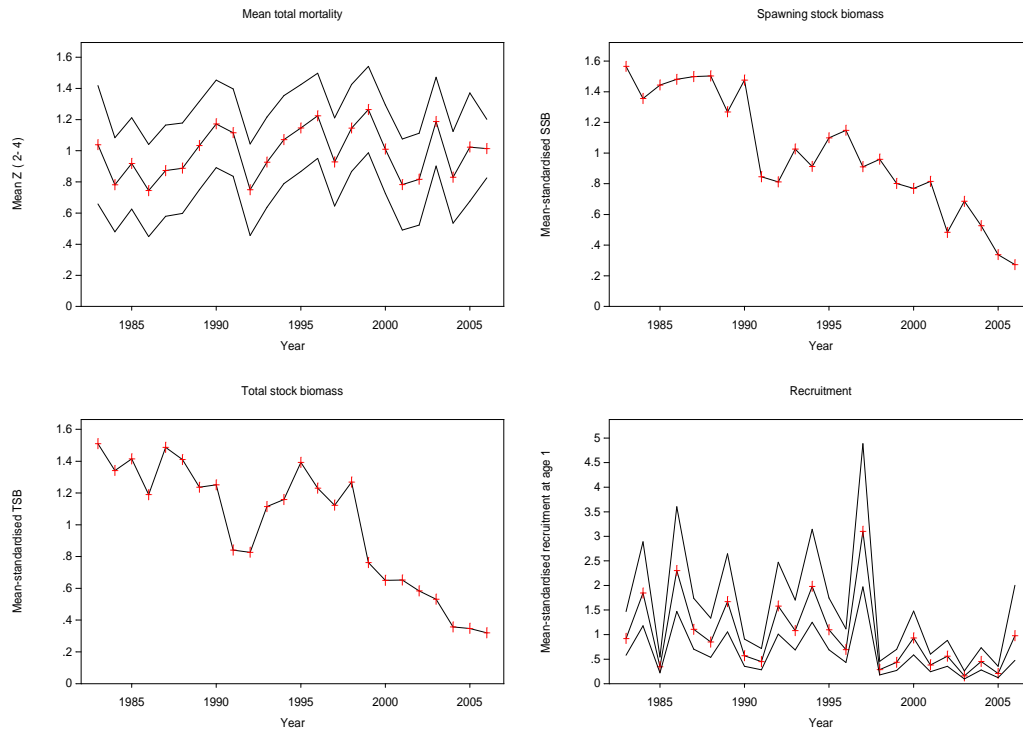 Mean total mortality
Mean Z ( 2- 4)
1.6
1.4
1.2
1
.8
.6
.4
.2
0
1985 1990 1995 2000 2005
Year
Spawning stock biomass
Mean-standardised SSB
1.6
1.4
1.2
1
.8
.6
.4
.2
0
1985 1990 1995 2000 2005
Year
Total stock biomass
Mean-standardised TSB
1.6
1.4
1.2
1
.8
.6
.4
.2
0
1985 1990 1995 2000 2005
Year
Recruitment
Mean-standardised recruitment at age 1
5
4.5
4
3.5
3
2.5
2
1.5
1
.5
0
1985 1990 1995 2000 2005
Year